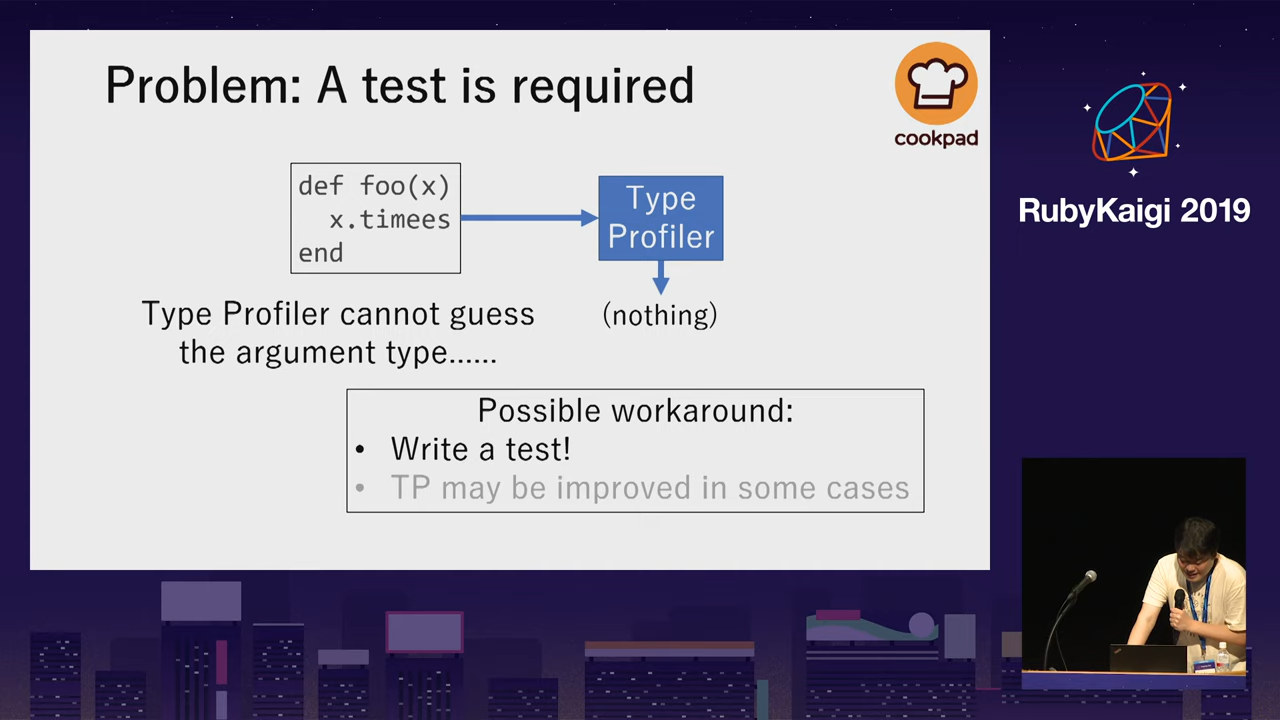 Problem: A test is required
cookpad
def foo(x)
x.timees
end
Type
Profiler
Type Profiler cannot guess
the argument type......
(nothing)
Possible workaround:
• Write a test!
• TP may be improved in some cases
RubyKaigi 2019